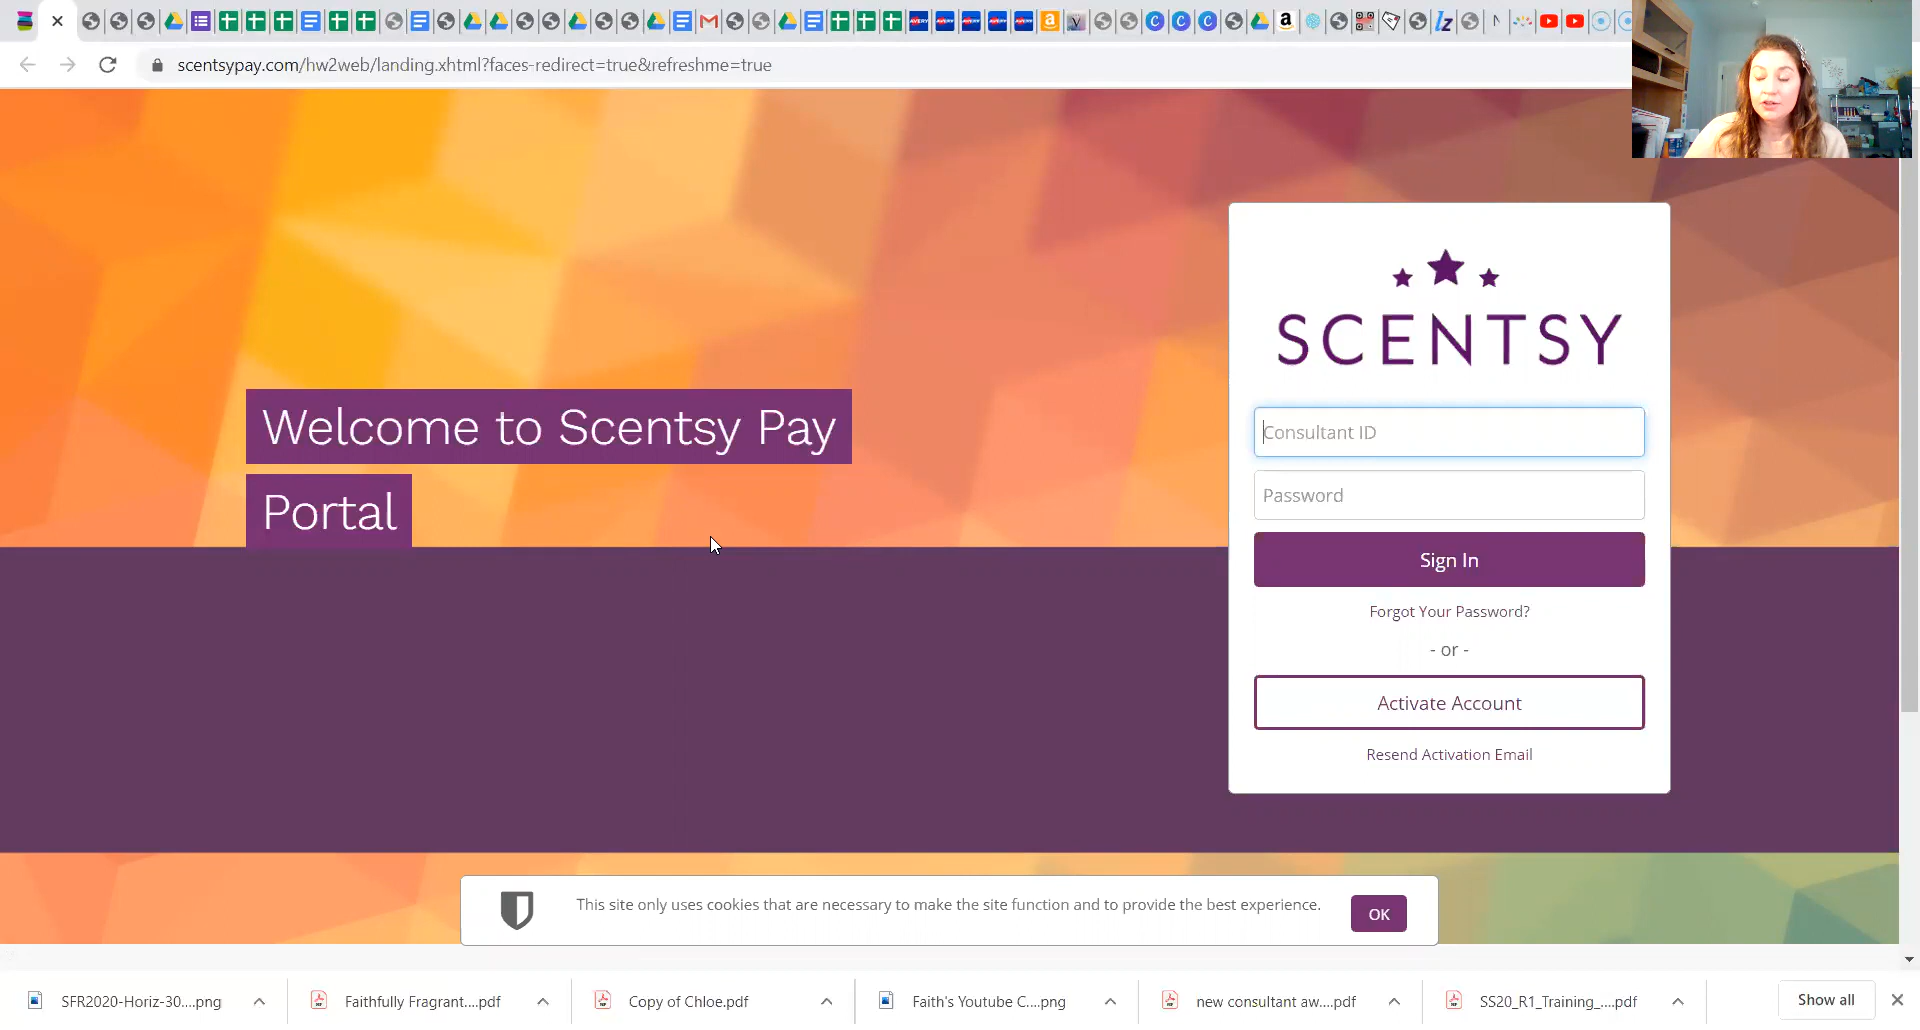 scentsypay.com/hw2web/landing.xhtml?faces-redirect=true&refreshme=true
Welcome to Scentsy Pay
Portal
SCENTSY
Consultant ID
Password
Sign In
Forgot Your Password?
- or -
Activate Account
Resend Activation Email
This site only uses cookies that are necessary to make the site function and to provide the best experience.
OK
SFR2020-Horiz-30....png
Faithfully Fragrant....pdf
Copy of Chloe.pdf
Faith's Youtube C....png
new consultant aw....pdf
SS20_R1_Training_....pdf
Show all